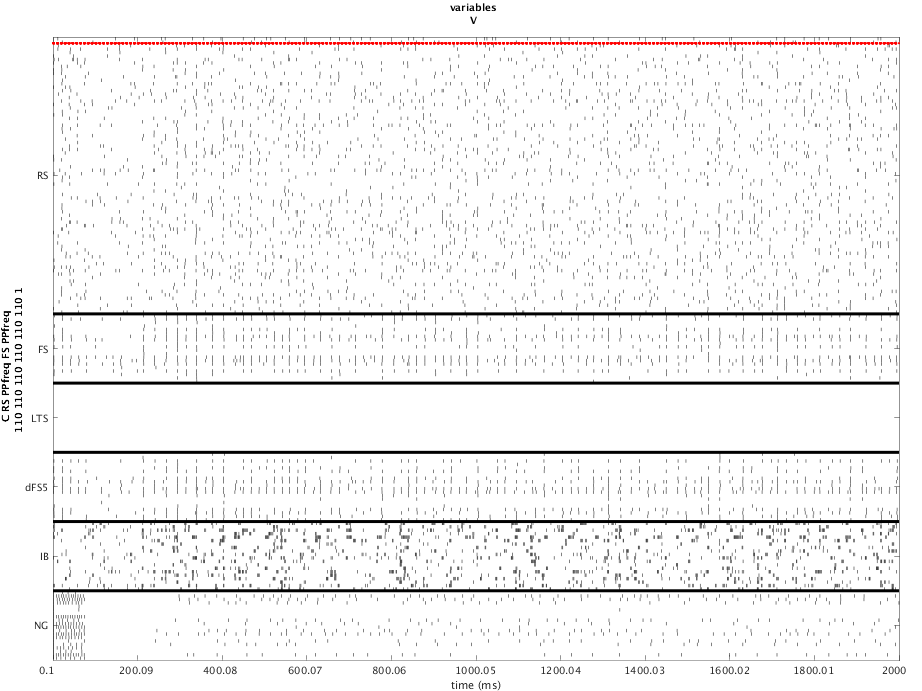 variables
V
RS
FS
LTS
dFS5
IB
NG
C RS PPfreq FS PPfreq
110 110 110 110 110 110 110 1
0.1 200.09 400.08 600.07 800.06 1000.05 1200.04 1400.03 1600.02 1800.01 2000
time (ms)